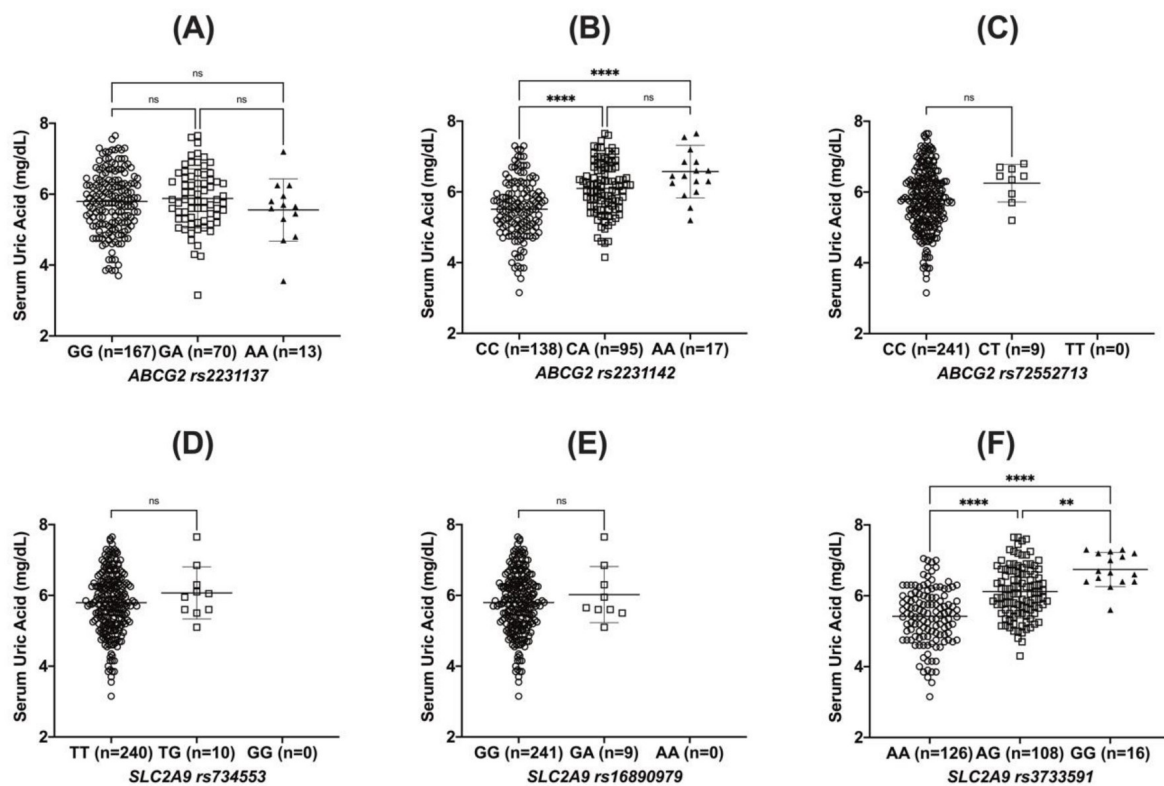 (A)
ns
ns
ns
Serum Uric Acid (mg/dL)
8
6
4
2
GG (n=167) GA (n=70) AA (n=13)
ABCG2 rs2231137
(B)
****
****
ns
Serum Uric Acid (mg/dL)
8
6
4
2
CC (n=138) CA (n=95) AA (n=17)
ABCG2 rs2231142
(C)
ns
Serum Uric Acid (mg/dL)
8
6
4
2
CC (n=241) CT (n=9) TT (n=0)
ABCG2 rs72552713
(D)
ns
Serum Uric Acid (mg/dL)
8
6
4
2
TT (n=240) TG (n=10) GG (n=0)
SLC2A9 rs734553
(E)
ns
Serum Uric Acid (mg/dL)
8
6
4
2
GG (n=241) GA (n=9) AA (n=0)
SLC2A9 rs16890979
(F)
****
****
**
Serum Uric Acid (mg/dL)
8
6
4
2
AA (n=126) AG (n=108) GG (n=16)
SLC2A9 rs3733591